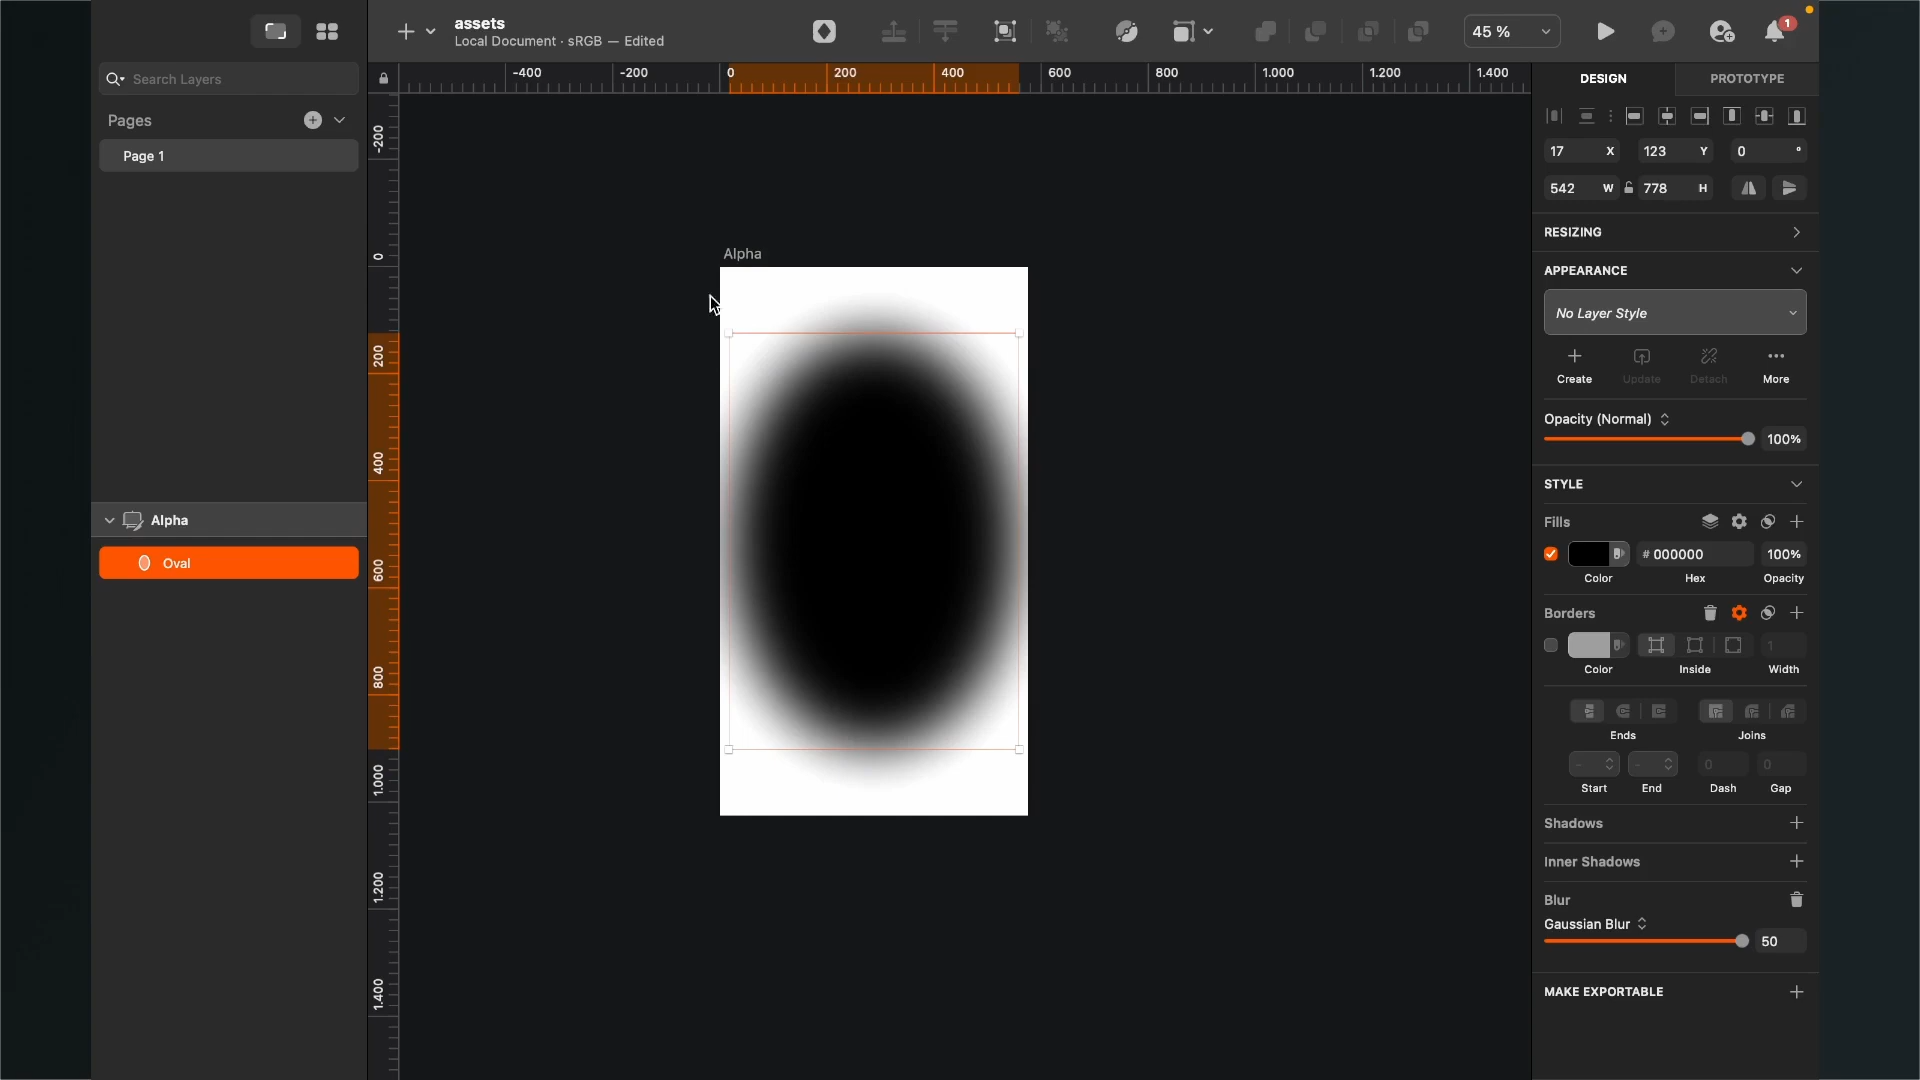 assets
Local Document · sRGB — Edited
45 %
1
Search Layers
Pages
Page 1
Alpha
Oval
-400 -200 0 200 400 600 800 1.000 1.200 1.400
-200
0
200
400
600
800
1.000
1.200
1.400
Alpha
DESIGN PROTOTYPE
17 X 123 Y 0 °
542 W 778 H
RESIZING
APPEARANCE
No Layer Style
Create Update Detach More
Opacity (Normal)
100%
STYLE
Fills
# 000000 100%
Color Hex Opacity
Borders
1
Color Inside Width
Ends Joins
- - 0 0
Start End Dash Gap
Shadows
Inner Shadows
Blur
Gaussian Blur
50
MAKE EXPORTABLE